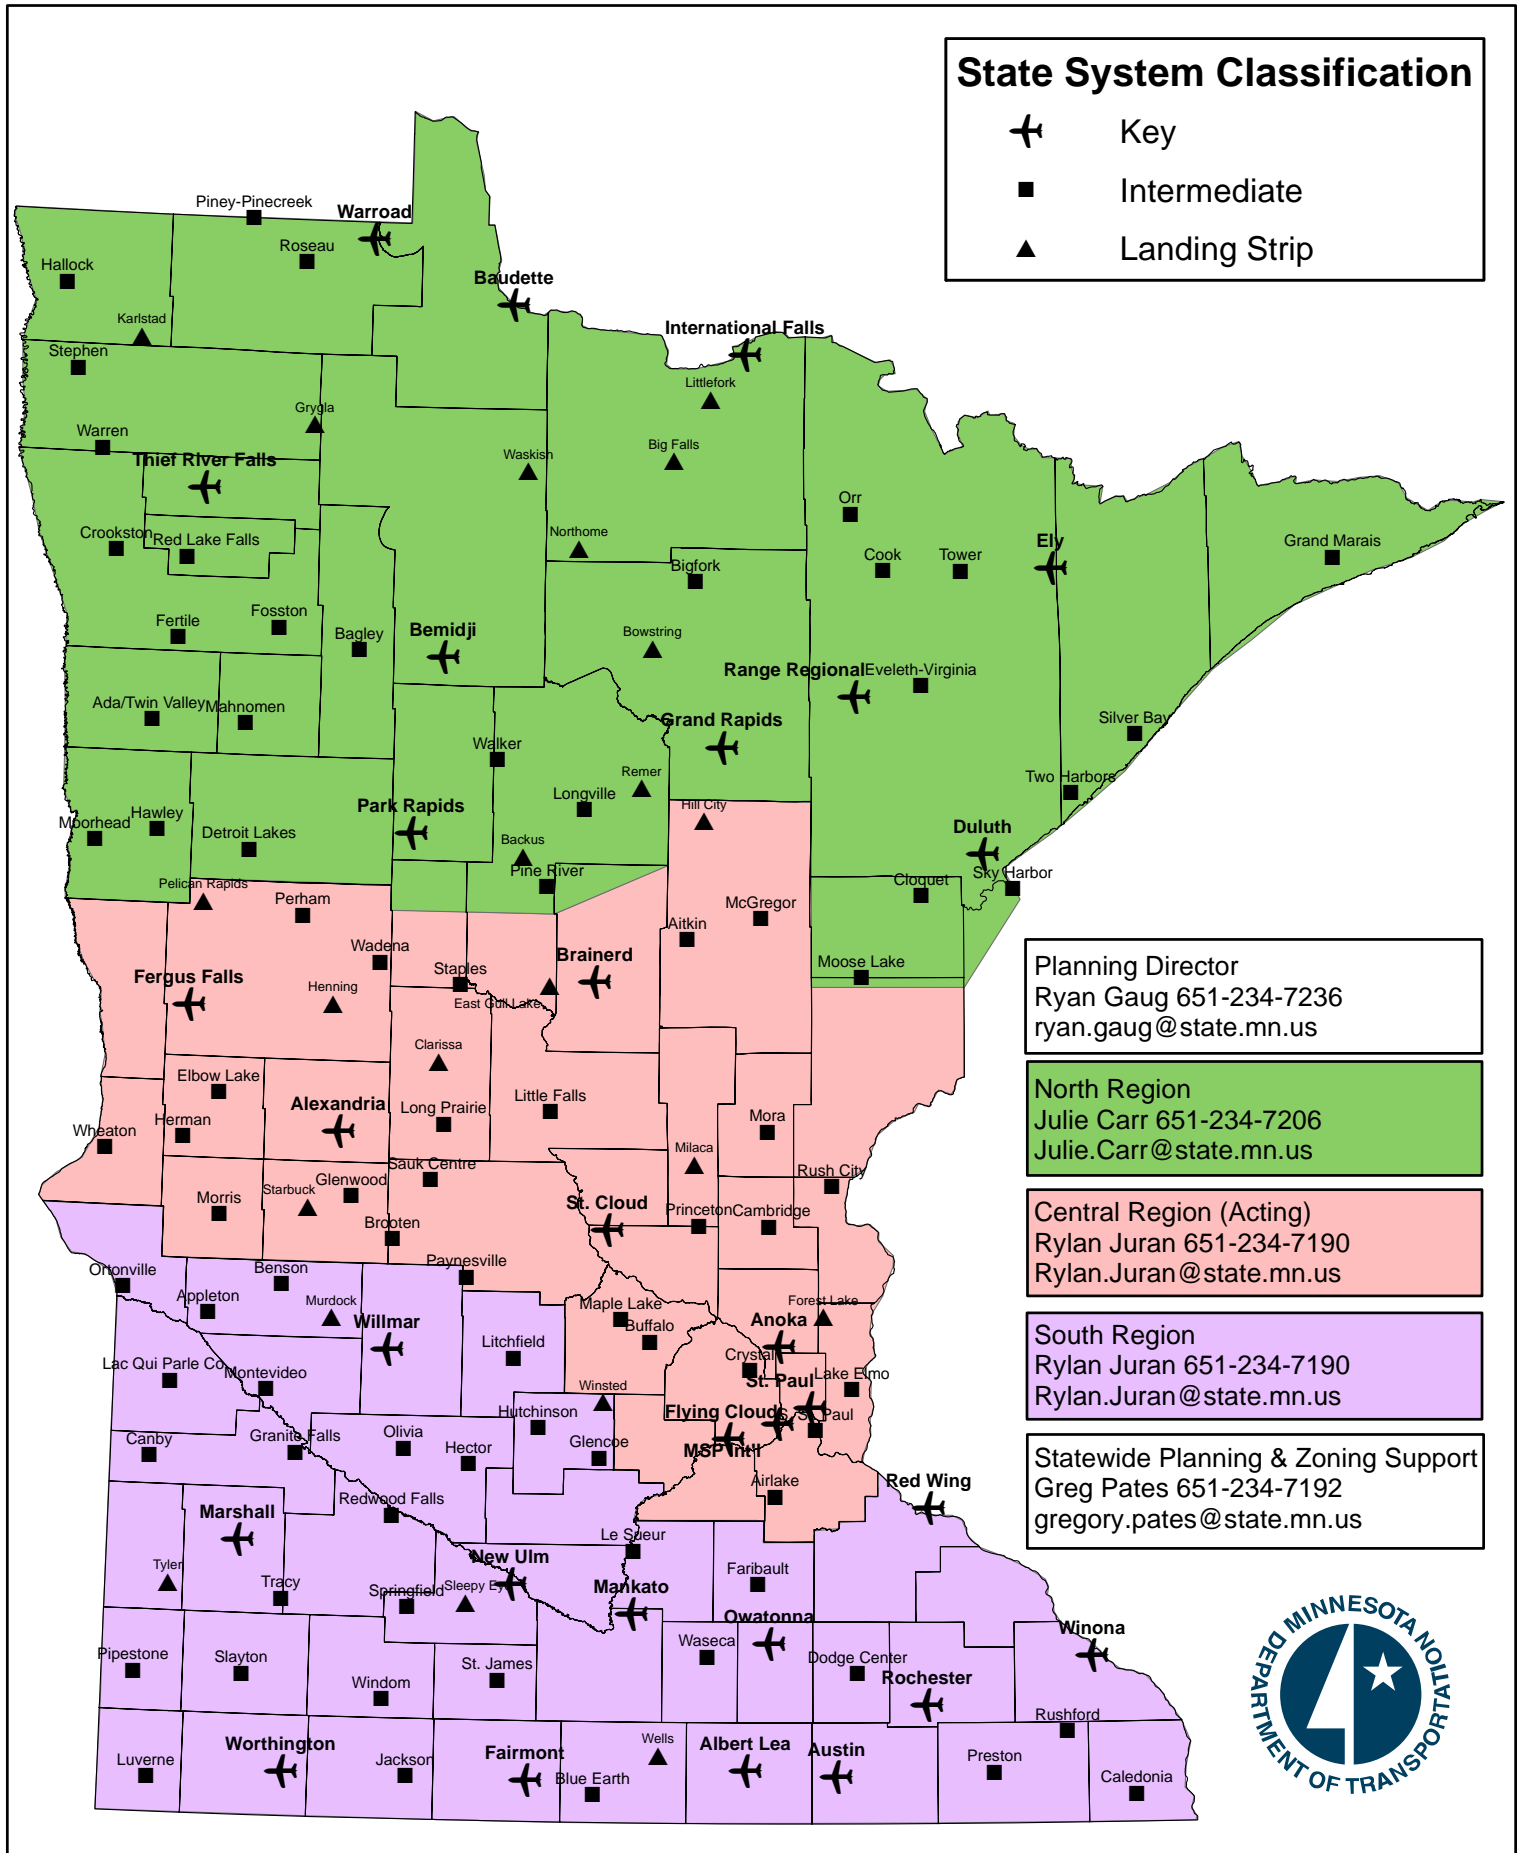 State System Classification
Key
Intermediate
Landing Strip
Piney-Pinecreek
Warroad
Roseau
Hallock
Baudette
Karlstad
International Falls
Stephen
Littlefork
Grygla
Warren
Big Falls
Thief River Falls
Waskish
Orr
Crookston
Red Lake Falls
Northome
Ely
Grand Marais
Cook
Tower
Bigfork
Fosston
Fertile
Bagley
Bemidji
Bowstring
Range Regional
Eveleth-Virginia
Ada/Twin Valley
Mahnomen
Grand Rapids
Silver Bay
Walker
Remer
Two Harbors
Longville
Park Rapids
Hill City
Hawley
Moorhead
Detroit Lakes
Duluth
Backus
Pine River
Sky Harbor
Cloquet
Pelican Rapids
Perham
McGregor
Aitkin
Wadena
Brainerd
Moose Lake
Staples
Fergus Falls
Henning
East Gull Lake
Clarissa
Elbow Lake
Alexandria
Long Prairie
Little Falls
Herman
Wheaton
Mora
Milaca
Sauk Centre
Rush City
Starbuck
Glenwood
Morris
St. Cloud
Princeton
Cambridge
Brooten
Paynesville
Ortonville
Benson
Appleton
Murdock
Willmar
Maple Lake
Buffalo
Forest Lake
Anoka
Litchfield
Crystal
Lac Qui Parle Co
Montevideo
St. Paul
Lake Elmo
Winsted
Hutchinson
Flying Cloud
S. St. Paul
Canby
Granite Falls
Olivia
Hector
Glencoe
MSP Int'l
Airlake
Red Wing
Redwood Falls
Marshall
Le Sueur
Tyler
Tracy
Springfield
Sleepy Eye
New Ulm
Mankato
Faribault
Owatonna
Winona
Pipestone
Slayton
Windom
St. James
Waseca
Dodge Center
Rochester
Rushford
Luverne
Worthington
Jackson
Fairmont
Blue Earth
Wells
Albert Lea
Austin
Preston
Caledonia
Planning Director
Ryan Gaug 651-234-7236
ryan.gaug@state.mn.us
North Region
Julie Carr 651-234-7206
Julie.Carr@state.mn.us
Central Region (Acting)
Rylan Juran 651-234-7190
Rylan.Juran@state.mn.us
South Region
Rylan Juran 651-234-7190
Rylan.Juran@state.mn.us
Statewide Planning & Zoning Support
Greg Pates 651-234-7192
gregory.pates@state.mn.us
MINNESOTA DEPARTMENT OF TRANSPORTATION